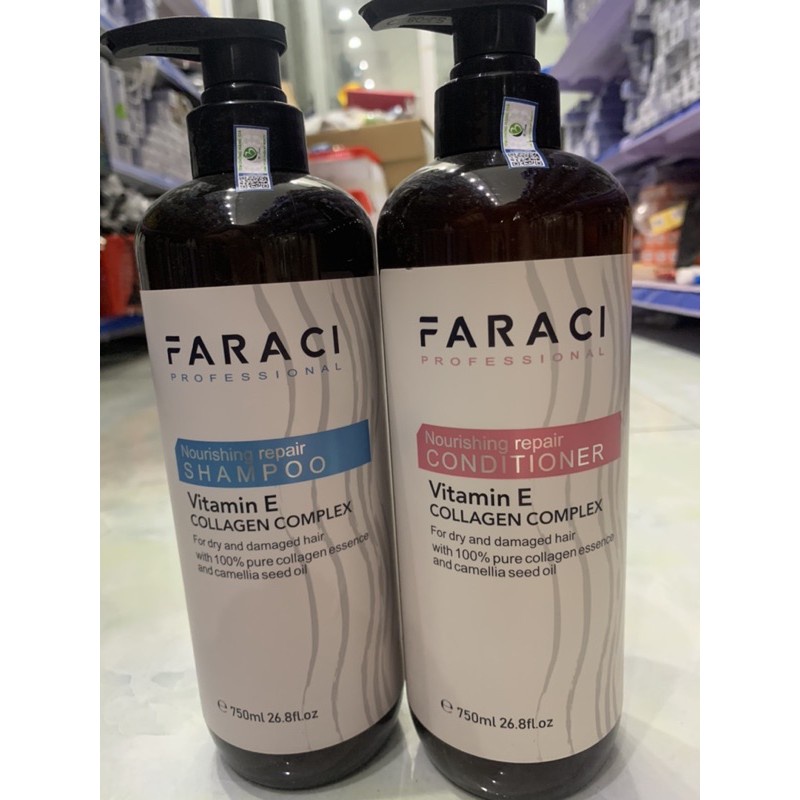 FARACI
PROFESSIONAL
Nourishing repair
SHAMPOO
Vitamin E
COLLAGEN COMPLEX
For dry and damaged hair
with 100% pure collagen essence
and camellia seed oil
℮ 750ml 26.8fl.oz
FARACI
PROFESSIONAL
Nourishing repair
CONDITIONER
Vitamin E
COLLAGEN COMPLEX
For dry and damaged hair
with 100% pure collagen essence
and camellia seed oil
℮ 750ml 26.8fl.oz